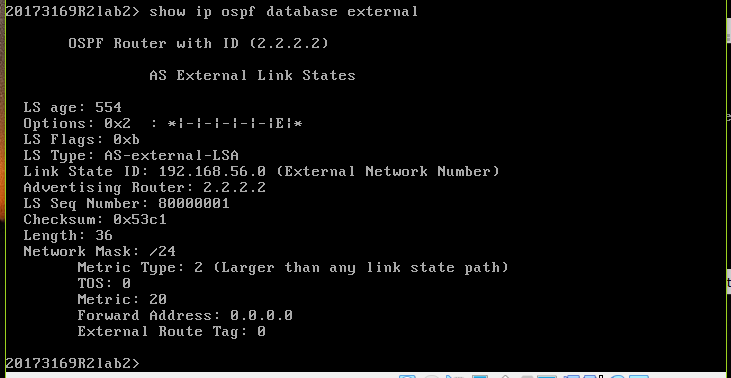 20173169R2lab2> show ip ospf database external
OSPF Router with ID (2.2.2.2)
AS External Link States
LS age: 554
Options: 0x2  : *|-|-|-|-|-|E|*
LS Flags: 0xb
LS Type: AS-external-LSA
Link State ID: 192.168.56.0 (External Network Number)
Advertising Router: 2.2.2.2
LS Seq Number: 80000001
Checksum: 0x53c1
Length: 36
Network Mask: /24
Metric Type: 2 (Larger than any link state path)
TOS: 0
Metric: 20
Forward Address: 0.0.0.0
External Route Tag: 0
20173169R2lab2>